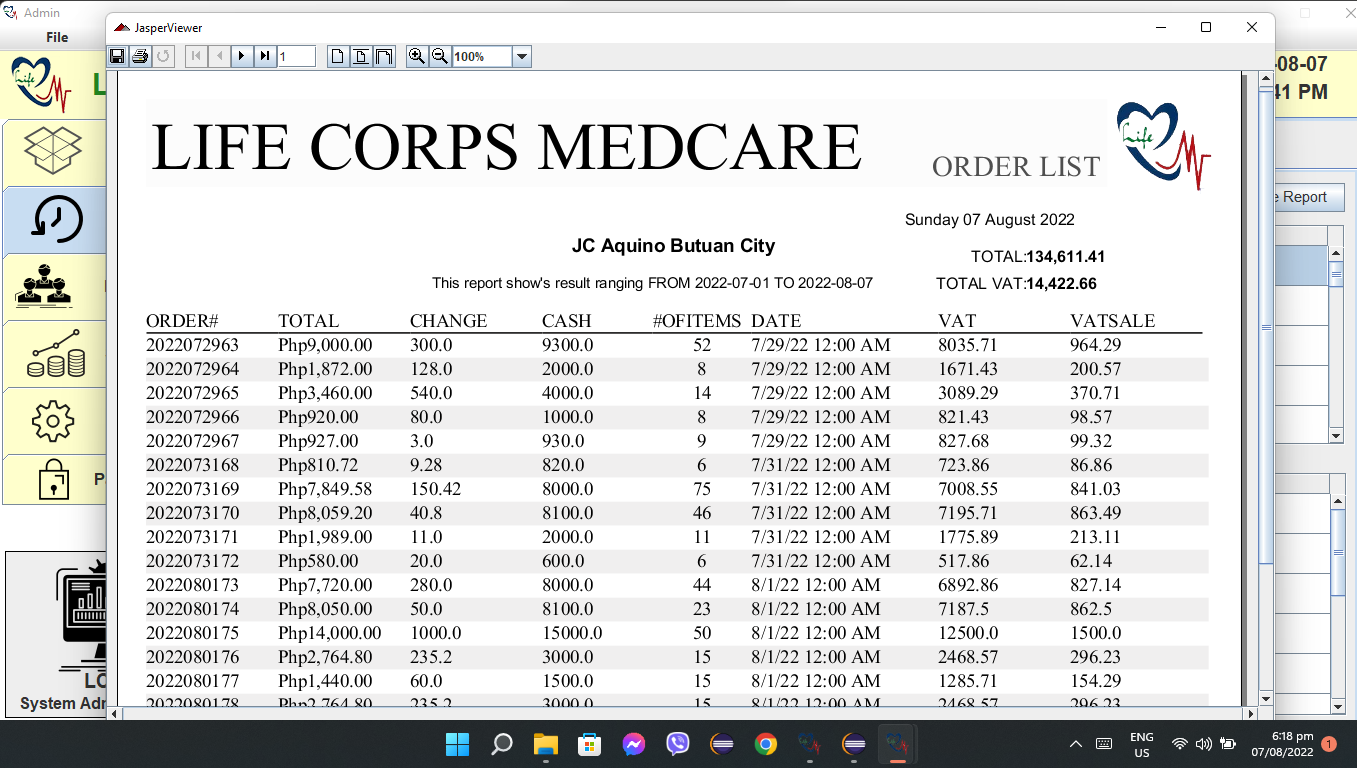 Admin
File
JasperViewer
1
100%
-08-07
41 PM
L
LIFE CORPS MEDCARE
ORDER LIST
Life
Life
Sunday 07 August 2022
JC Aquino Butuan City
TOTAL:134,611.41
This report show's result ranging FROM 2022-07-01 TO 2022-08-07
TOTAL VAT:14,422.66
e Report
ORDER# TOTAL CHANGE CASH #OFITEMS DATE VAT VATSALE
2022072963 Php9,000.00 300.0 9300.0 52 7/29/22 12:00 AM 8035.71 964.29
2022072964 Php1,872.00 128.0 2000.0 8 7/29/22 12:00 AM 1671.43 200.57
2022072965 Php3,460.00 540.0 4000.0 14 7/29/22 12:00 AM 3089.29 370.71
2022072966 Php920.00 80.0 1000.0 8 7/29/22 12:00 AM 821.43 98.57
2022072967 Php927.00 3.0 930.0 9 7/29/22 12:00 AM 827.68 99.32
2022073168 Php810.72 9.28 820.0 6 7/31/22 12:00 AM 723.86 86.86
2022073169 Php7,849.58 150.42 8000.0 75 7/31/22 12:00 AM 7008.55 841.03
2022073170 Php8,059.20 40.8 8100.0 46 7/31/22 12:00 AM 7195.71 863.49
2022073171 Php1,989.00 11.0 2000.0 11 7/31/22 12:00 AM 1775.89 213.11
2022073172 Php580.00 20.0 600.0 6 7/31/22 12:00 AM 517.86 62.14
2022080173 Php7,720.00 280.0 8000.0 44 8/1/22 12:00 AM 6892.86 827.14
2022080174 Php8,050.00 50.0 8100.0 23 8/1/22 12:00 AM 7187.5 862.5
2022080175 Php14,000.00 1000.0 15000.0 50 8/1/22 12:00 AM 12500.0 1500.0
2022080176 Php2,764.80 235.2 3000.0 15 8/1/22 12:00 AM 2468.57 296.23
2022080177 Php1,440.00 60.0 1500.0 15 8/1/22 12:00 AM 1285.71 154.29
2022080178 Php2,764.80 235.2 3000.0 15 8/1/22 12:00 AM 2468.57 296.23
P
LO
System Adr
ENG
US
6:18 pm
07/08/2022
1